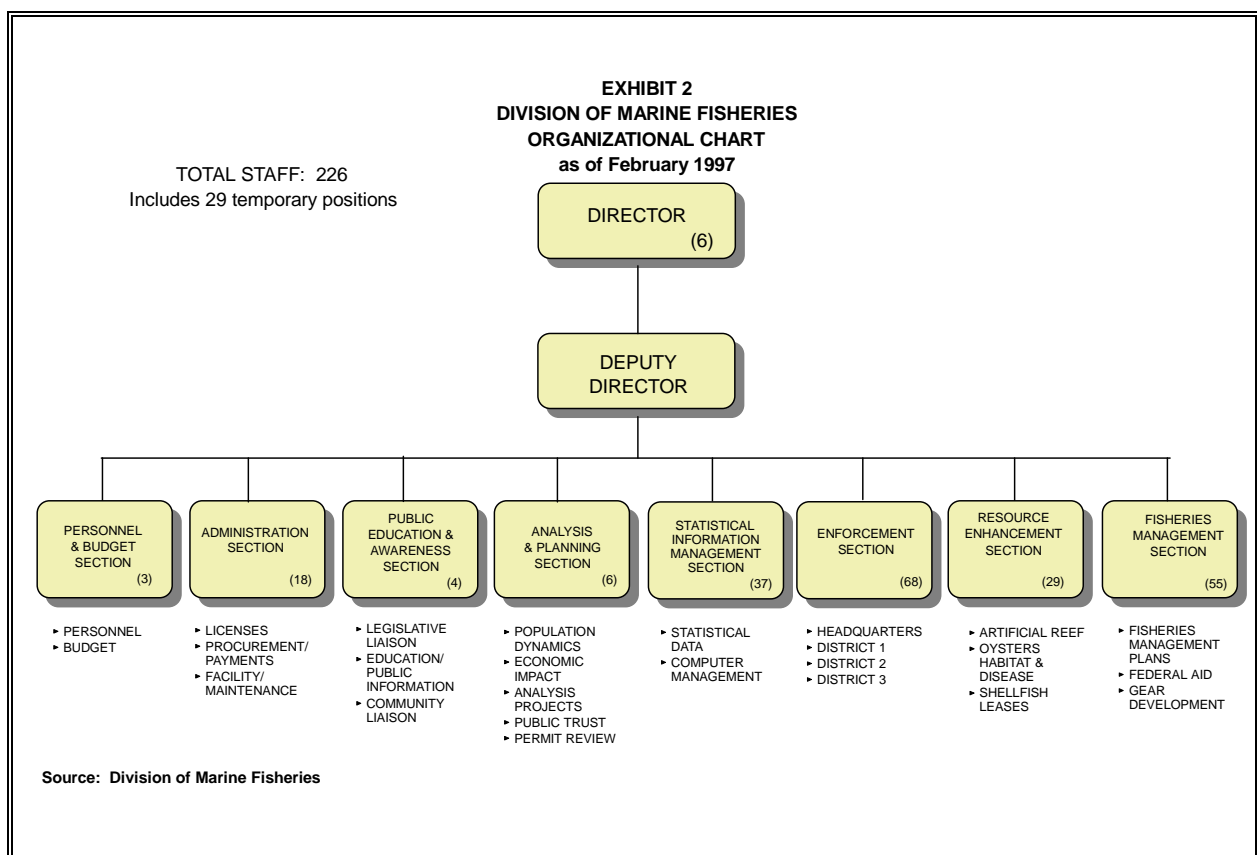 EXHIBIT 2
DIVISION OF MARINE FISHERIES
ORGANIZATIONAL CHART
as of February 1997
TOTAL STAFF: 226
Includes 29 temporary positions
DIRECTOR
(6)
DEPUTY
DIRECTOR
PERSONNEL
& BUDGET
SECTION
(3)
ADMINISTRATION
SECTION
(18)
PUBLIC
EDUCATION &
AWARENESS
SECTION
(4)
ANALYSIS
& PLANNING
SECTION
(6)
STATISTICAL
INFORMATION
MANAGEMENT
SECTION
(37)
ENFORCEMENT
SECTION
(68)
RESOURCE
ENHANCEMENT
SECTION
(29)
FISHERIES
MANAGEMENT
SECTION
(55)
PERSONNEL
BUDGET
LICENSES
PROCUREMENT/
PAYMENTS
FACILITY/
MAINTENANCE
LEGISLATIVE
LIAISON
EDUCATION/
PUBLIC
INFORMATION
COMMUNITY
LIAISON
POPULATION
DYNAMICS
ECONOMIC
IMPACT
ANALYSIS
PROJECTS
PUBLIC TRUST
PERMIT REVIEW
STATISTICAL
DATA
COMPUTER
MANAGEMENT
HEADQUARTERS
DISTRICT 1
DISTRICT 2
DISTRICT 3
ARTIFICIAL REEF
OYSTERS
HABITAT &
DISEASE
SHELLFISH
LEASES
FISHERIES
MANAGEMENT
PLANS
FEDERAL AID
GEAR
DEVELOPMENT
Source: Division of Marine Fisheries